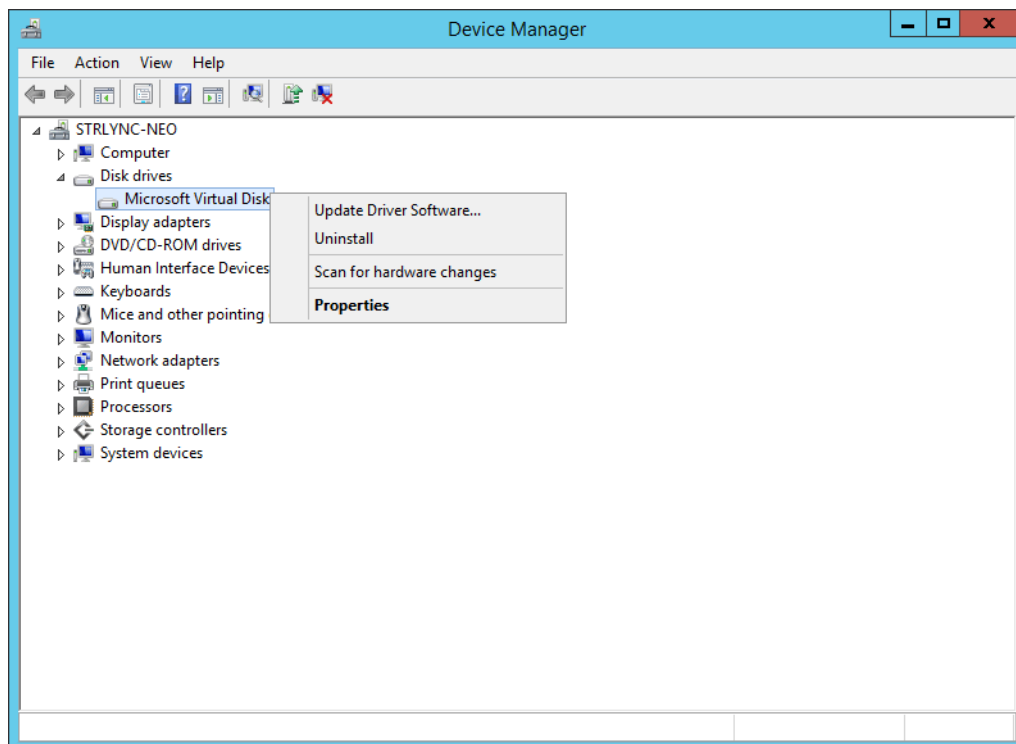 Device Manager
File Action View Help
STRLYNC-NEO
Computer
Disk drives
Microsoft Virtual Disk
Update Driver Software...
Display adapters
Uninstall
DVD/CD-ROM drives
Human Interface Devices
Scan for hardware changes
Keyboards
Mice and other pointing
Properties
Monitors
Network adapters
Print queues
Processors
Storage controllers
System devices